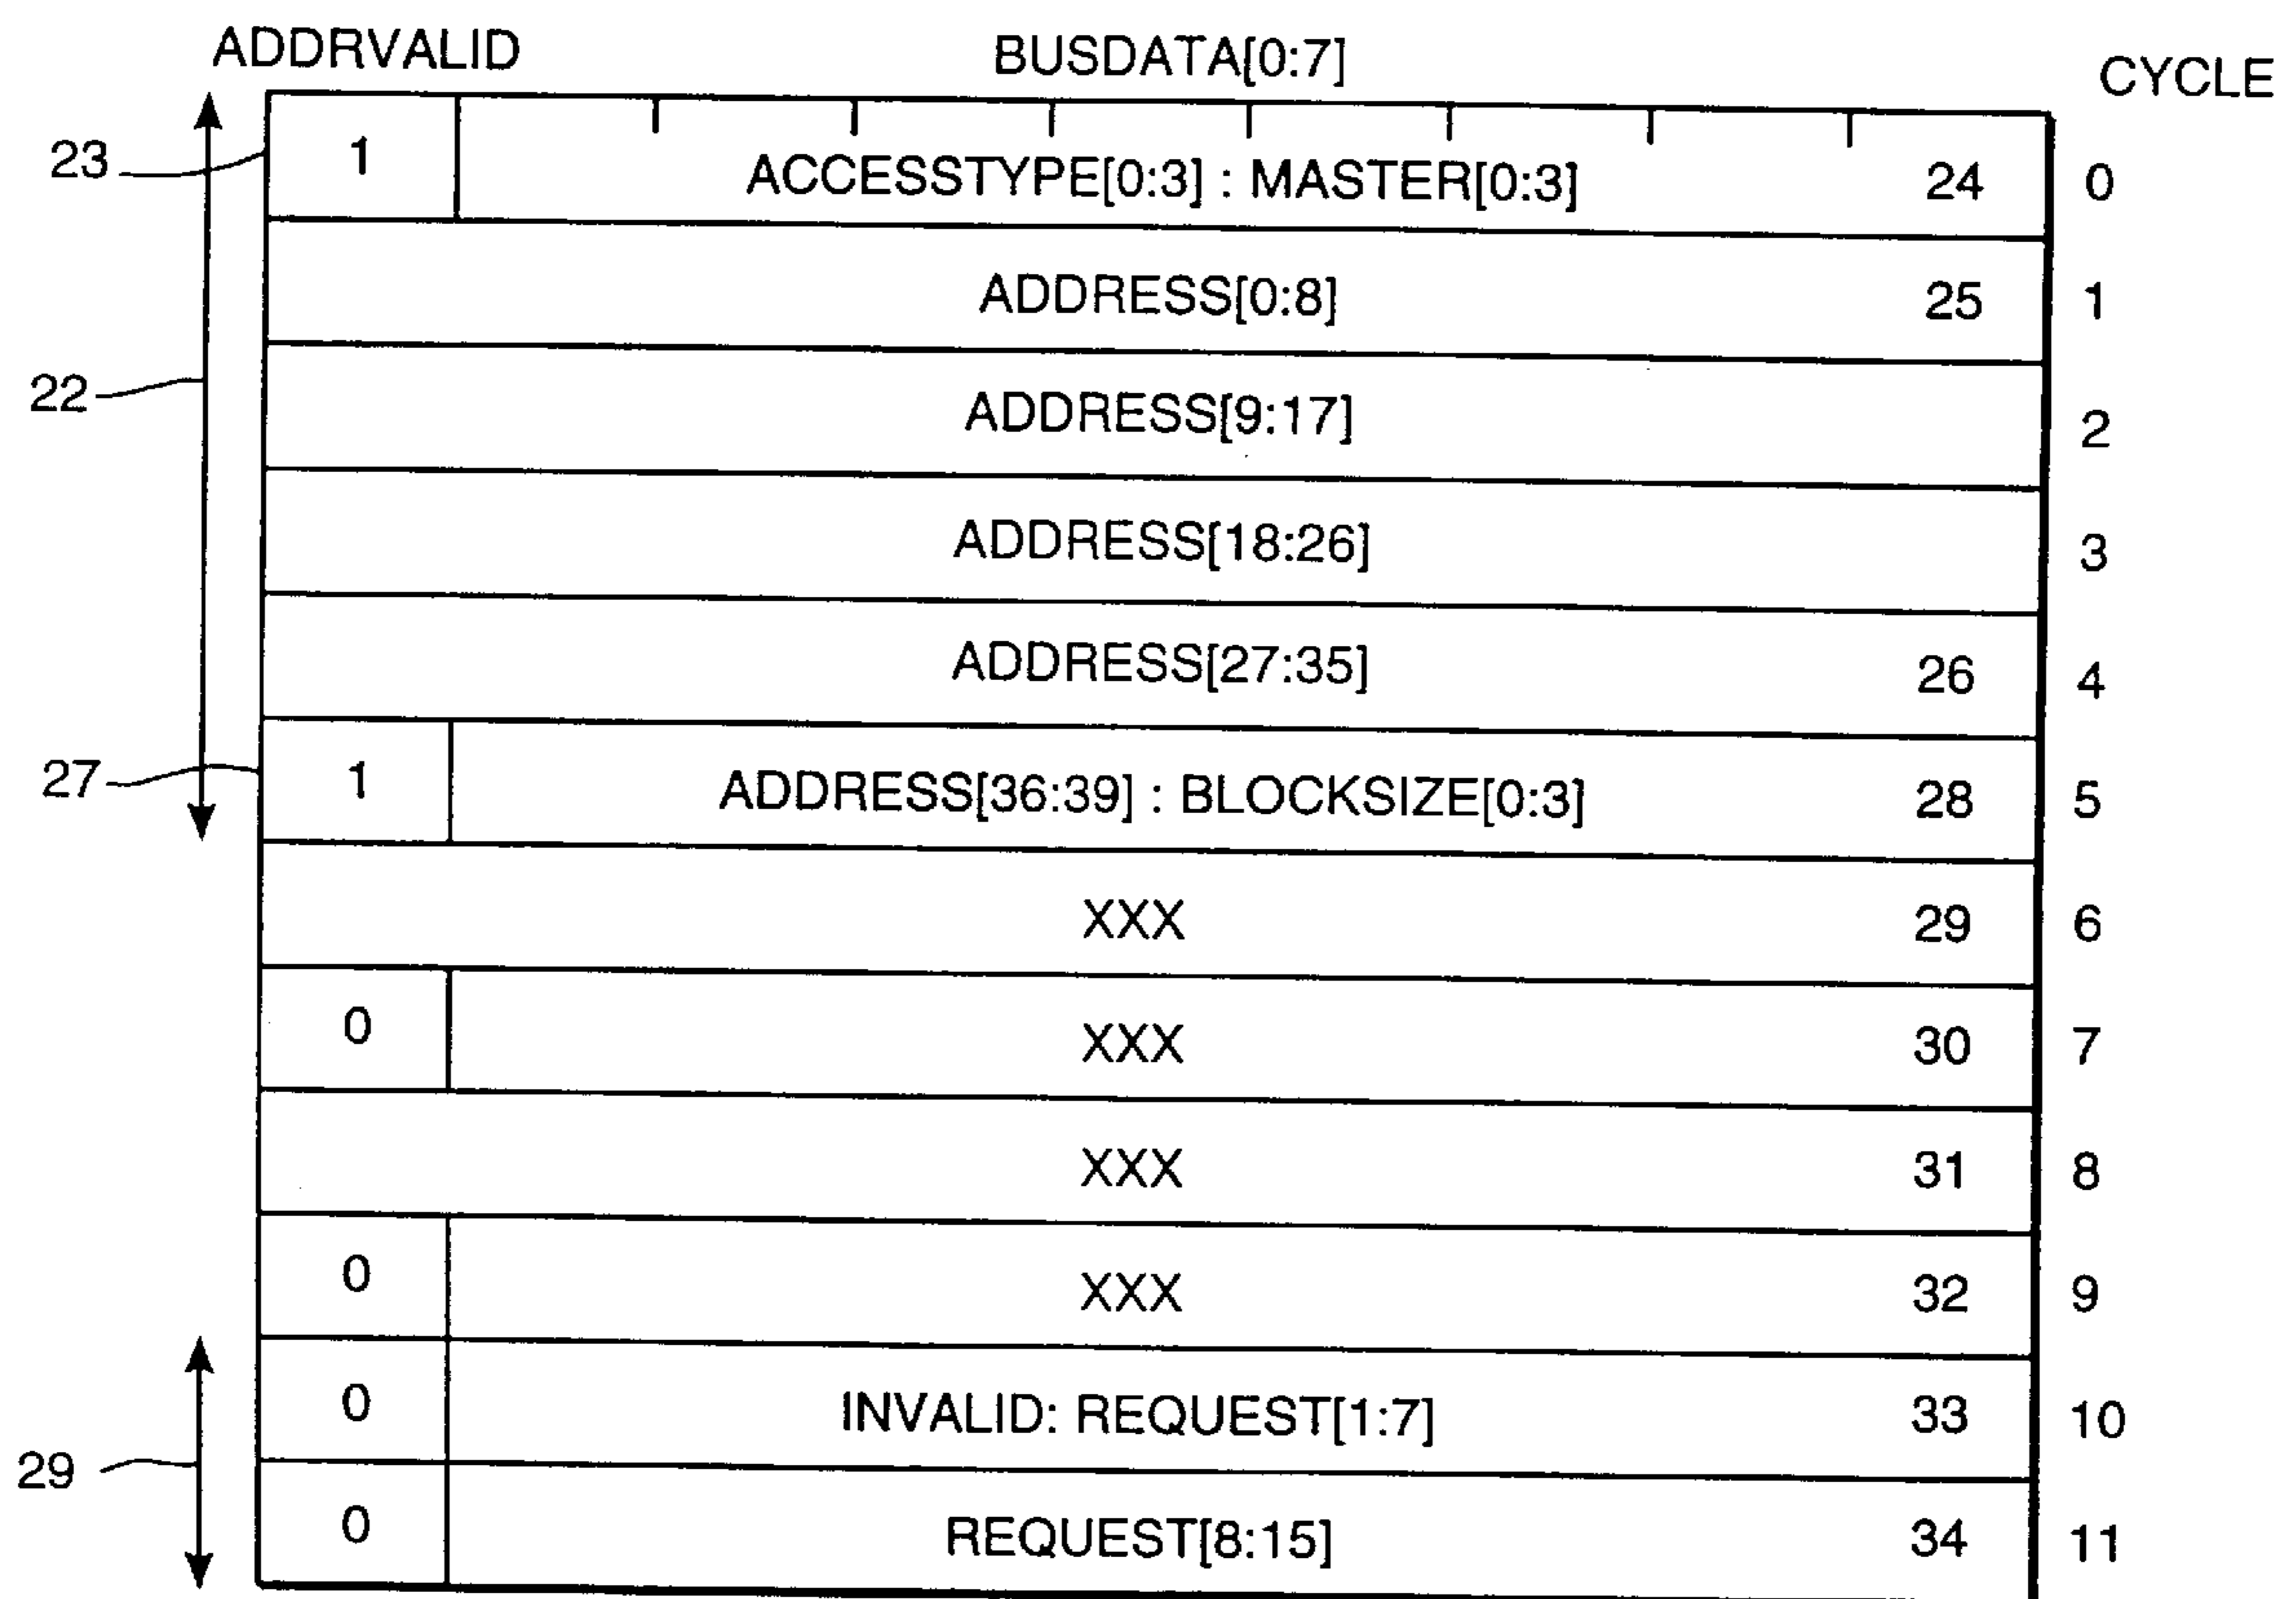 ADDRVALID BUSDATA[0:7] CYCLE
23 1 ACCESSTYPE[0:3] : MASTER[0:3] 24 0
ADDRESS[0:8] 25 1
22 ADDRESS[9:17] 2
ADDRESS[18:26] 3
ADDRESS[27:35] 26 4
27 1 ADDRESS[36:39] : BLOCKSIZE[0:3] 28 5
XXX 29 6
0 XXX 30 7
XXX 31 8
0 XXX 32 9
0 INVALID: REQUEST[1:7] 33 10
29
0 REQUEST[8:15] 34 11